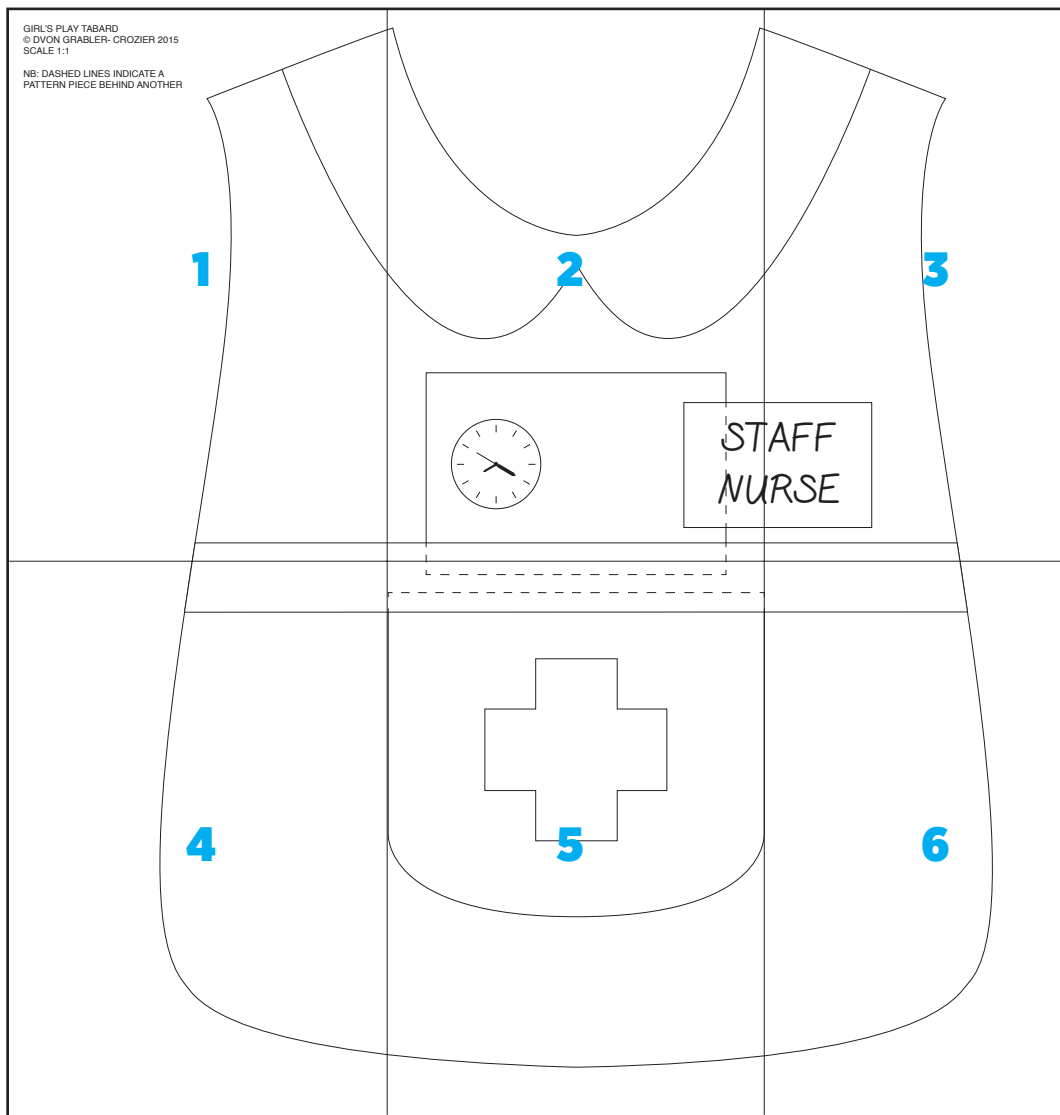 GIRL'S PLAY TABARD
© DVON GRABLER- CROZIER 2015
SCALE 1:1
NB: DASHED LINES INDICATE A
PATTERN PIECE BEHIND ANOTHER
1
2
3
STAFF
NURSE
4
5
6